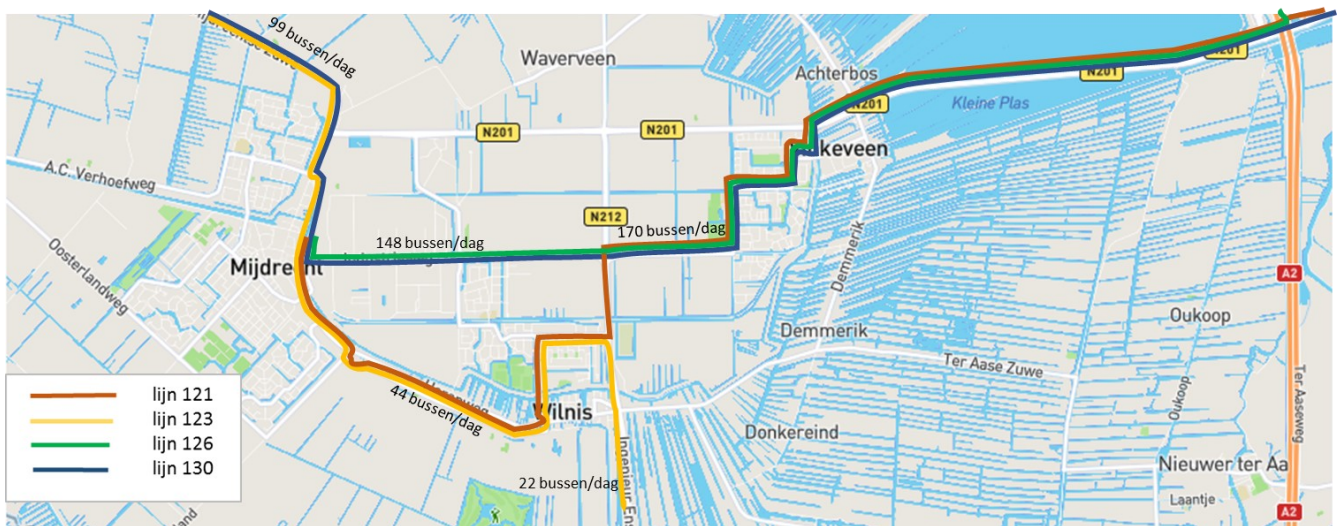 99 bussen/dag
Waverveen
Achterbos
N201
N201
N201
Kleine Plas
N201
N201
A.C. Verhoefweg
N212
170 bussen/dag
148 bussen/dag
Mijdrecht
Oosterlandweg
Demmerik
A2
Oukoop
Demmerik
Ter Aase Zuwe
Ter Aaseweg
Oukoop
44 bussen/dag
Wilnis
Donkereind
22 bussen/dag
Nieuwer ter Aa
Laantje
A2
lijn 121
lijn 123
lijn 126
lijn 130